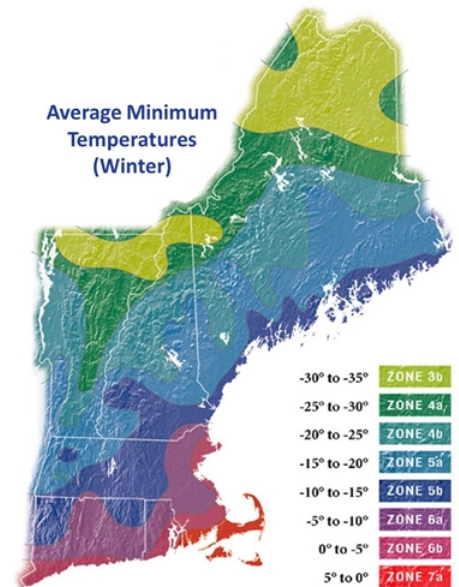 Average Minimum
Temperatures
(Winter)
-30° to -35° ZONE 3b
-25° to -30° ZONE 4a
-20° to -25° ZONE 4b
-15° to -20° ZONE 5a
-10° to -15° ZONE 5b
-5° to -10° ZONE 6a
0° to -5° ZONE 6b
5° to 0° ZONE 7a